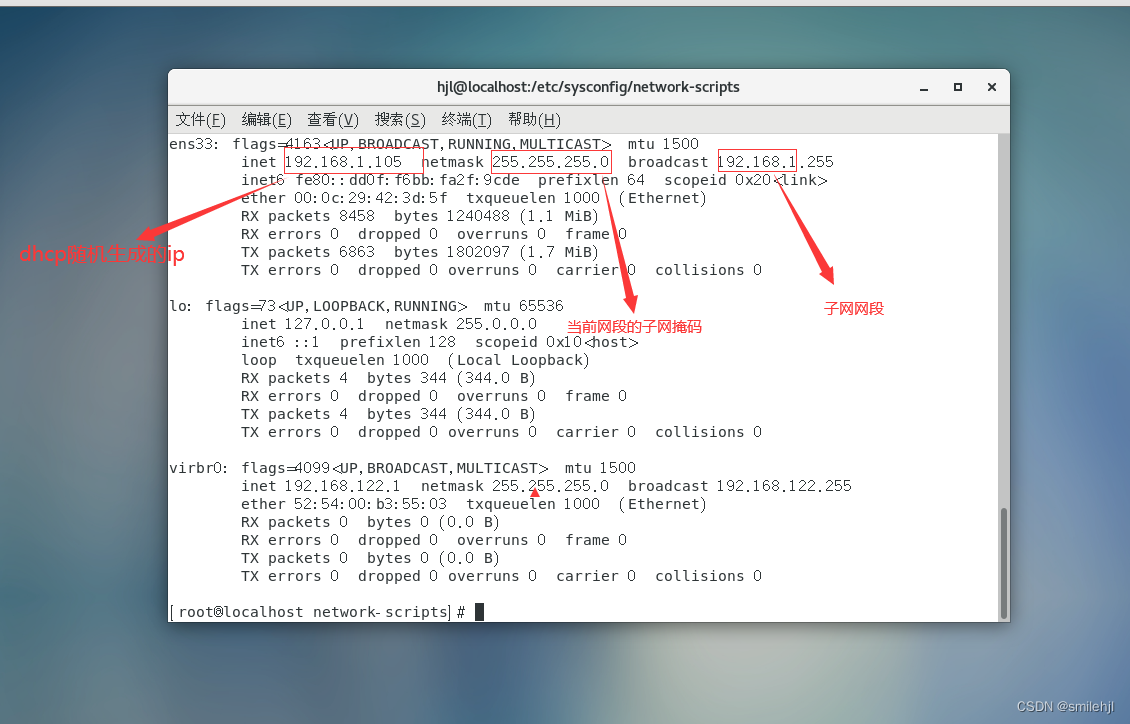 hjl@localhost:/etc/sysconfig/network-scripts
文件(F) 编辑(E) 查看(V) 搜索(S) 终端(T) 帮助(H)
ens33: flags=4163<UP,BROADCAST,RUNNING,MULTICAST> mtu 1500
inet 192.168.1.105 netmask 255.255.255.0 broadcast 192.168.1.255
inet6 fe80::dd0f:f6bb:fa2f:9cde prefixlen 64 scopeid 0x20<link>
ether 00:0c:29:42:3d:5f txqueuelen 1000 (Ethernet)
RX packets 8458 bytes 1240488 (1.1 MiB)
RX errors 0 dropped 0 overruns 0 frame 0
dhcp随机生成的ip
TX packets 6863 bytes 1802097 (1.7 MiB)
TX errors 0 dropped 0 overruns 0 carrier 0 collisions 0
子网网段
lo: flags=73<UP,LOOPBACK,RUNNING> mtu 65536
inet 127.0.0.1 netmask 255.0.0.0
当前网段的子网掩码
inet6 ::1 prefixlen 128 scopeid 0x10<host>
loop txqueuelen 1000 (Local Loopback)
RX packets 4 bytes 344 (344.0 B)
RX errors 0 dropped 0 overruns 0 frame 0
TX packets 4 bytes 344 (344.0 B)
TX errors 0 dropped 0 overruns 0 carrier 0 collisions 0
virbr0: flags=4099<UP,BROADCAST,MULTICAST> mtu 1500
inet 192.168.122.1 netmask 255.255.255.0 broadcast 192.168.122.255
ether 52:54:00:b3:55:03 txqueuelen 1000 (Ethernet)
RX packets 0 bytes 0 (0.0 B)
RX errors 0 dropped 0 overruns 0 frame 0
TX packets 0 bytes 0 (0.0 B)
TX errors 0 dropped 0 overruns 0 carrier 0 collisions 0
[root@localhost network-scripts]#
CSDN @smilehjl